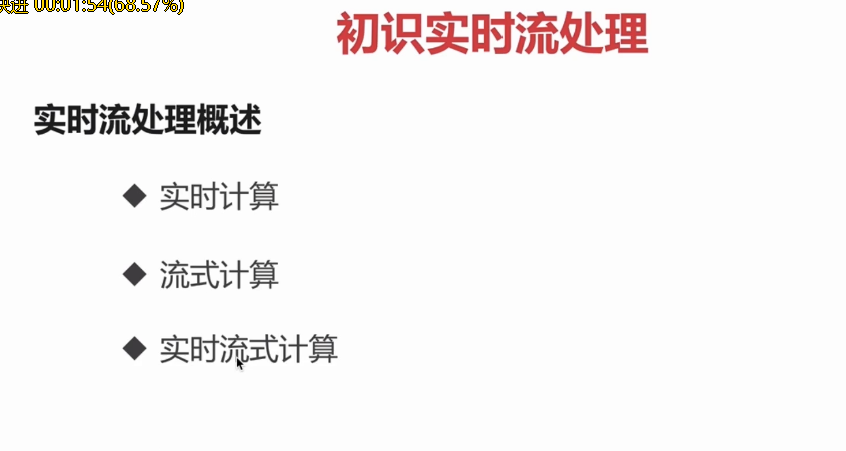 快进 00:01:54(68.57%)
初识实时流处理
实时流处理概述
◆ 实时计算
◆ 流式计算
◆ 实时流式计算